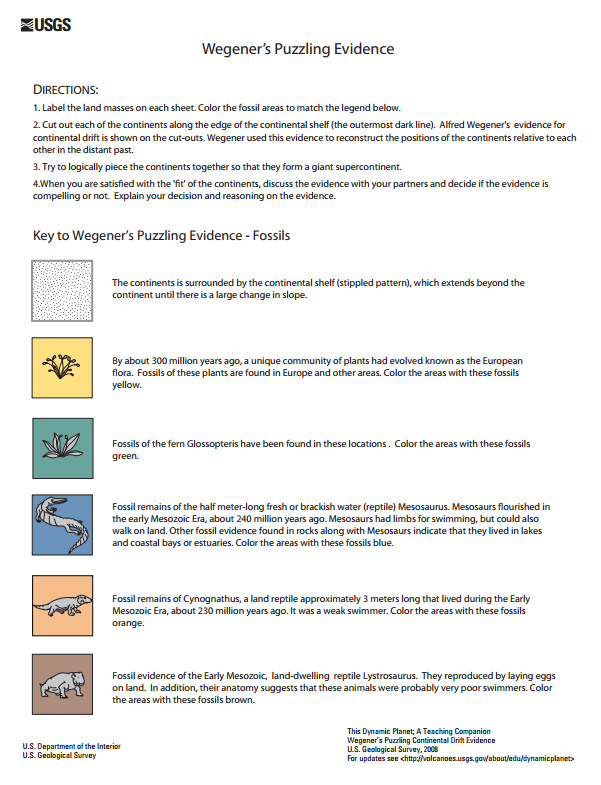 USGS
Wegener's Puzzling Evidence
DIRECTIONS:
1. Label the land masses on each sheet. Color the fossil areas to match the legend below.
2. Cut out each of the continents along the edge of the continental shelf (the outermost dark line). Alfred Wegener's evidence for
continental drift is shown on the cut-outs. Wegener used this evidence to reconstruct the positions of the continents relative to each
other in the distant past.
3. Try to logically piece the continents together so that they form a giant supercontinent.
4.When you are satisfied with the 'fit' of the continents, discuss the evidence with your partners and decide if the evidence is
compelling or not. Explain your decision and reasoning on the evidence.
Key to Wegener's Puzzling Evidence - Fossils
The continents is surrounded by the continental shelf (stippled pattern), which extends beyond the
continent until there is a large change in slope.
By about 300 million years ago, a unique community of plants had evolved known as the European
flora. Fossils of these plants are found in Europe and other areas. Color the areas with these fossils
yellow.
Fossils of the fern Glossopteris have been found in these locations . Color the areas with these fossils
green.
Fossil remains of the half meter-long fresh or brackish water (reptile) Mesosaurus. Mesosaurs flourished in
the early Mesozoic Era, about 240 million years ago. Mesosaurs had limbs for swimming, but could also
walk on land. Other fossil evidence found in rocks along with Mesosaurs indicate that they lived in lakes
and coastal bays or estuaries. Color the areas with these fossils blue.
Fossil remains of Cynognathus, a land reptile approximately 3 meters long that lived during the Early
Mesozoic Era, about 230 million years ago. It was a weak swimmer. Color the areas with these fossils
orange.
Fossil evidence of the Early Mesozoic, land-dwelling reptile Lystrosaurus. They reproduced by laying eggs
on land. In addition, their anatomy suggests that these animals were probably very poor swimmers. Color
the areas with these fossils brown.
U.S. Department of the Interior
U.S. Geological Survey
This Dynamic Planet; A Teaching Companion
Wegener's Puzzling Continental Drift Evidence
U.S. Geological Survey, 2008
For updates see <http://volcanoes.usgs.gov/about/edu/dynamicplanet>